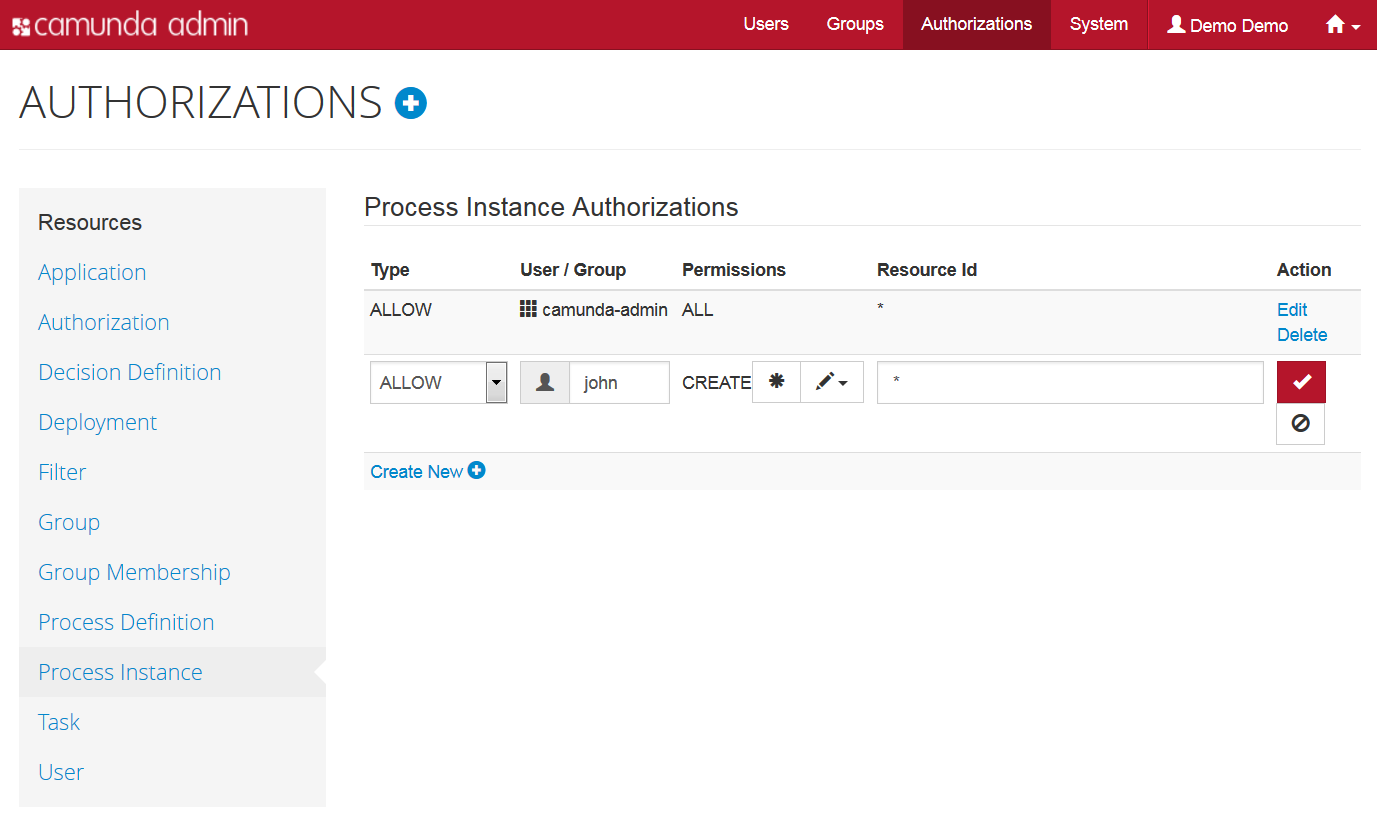 camunda admin Users Groups Authorizations System Demo Demo
AUTHORIZATIONS
Resources
Application
Authorization
Decision Definition
Deployment
Filter
Group
Group Membership
Process Definition
Process Instance
Task
User
Process Instance Authorizations
Type User / Group Permissions Resource Id Action
ALLOW camunda-admin ALL * Edit
Delete
ALLOW john CREATE *
Create New